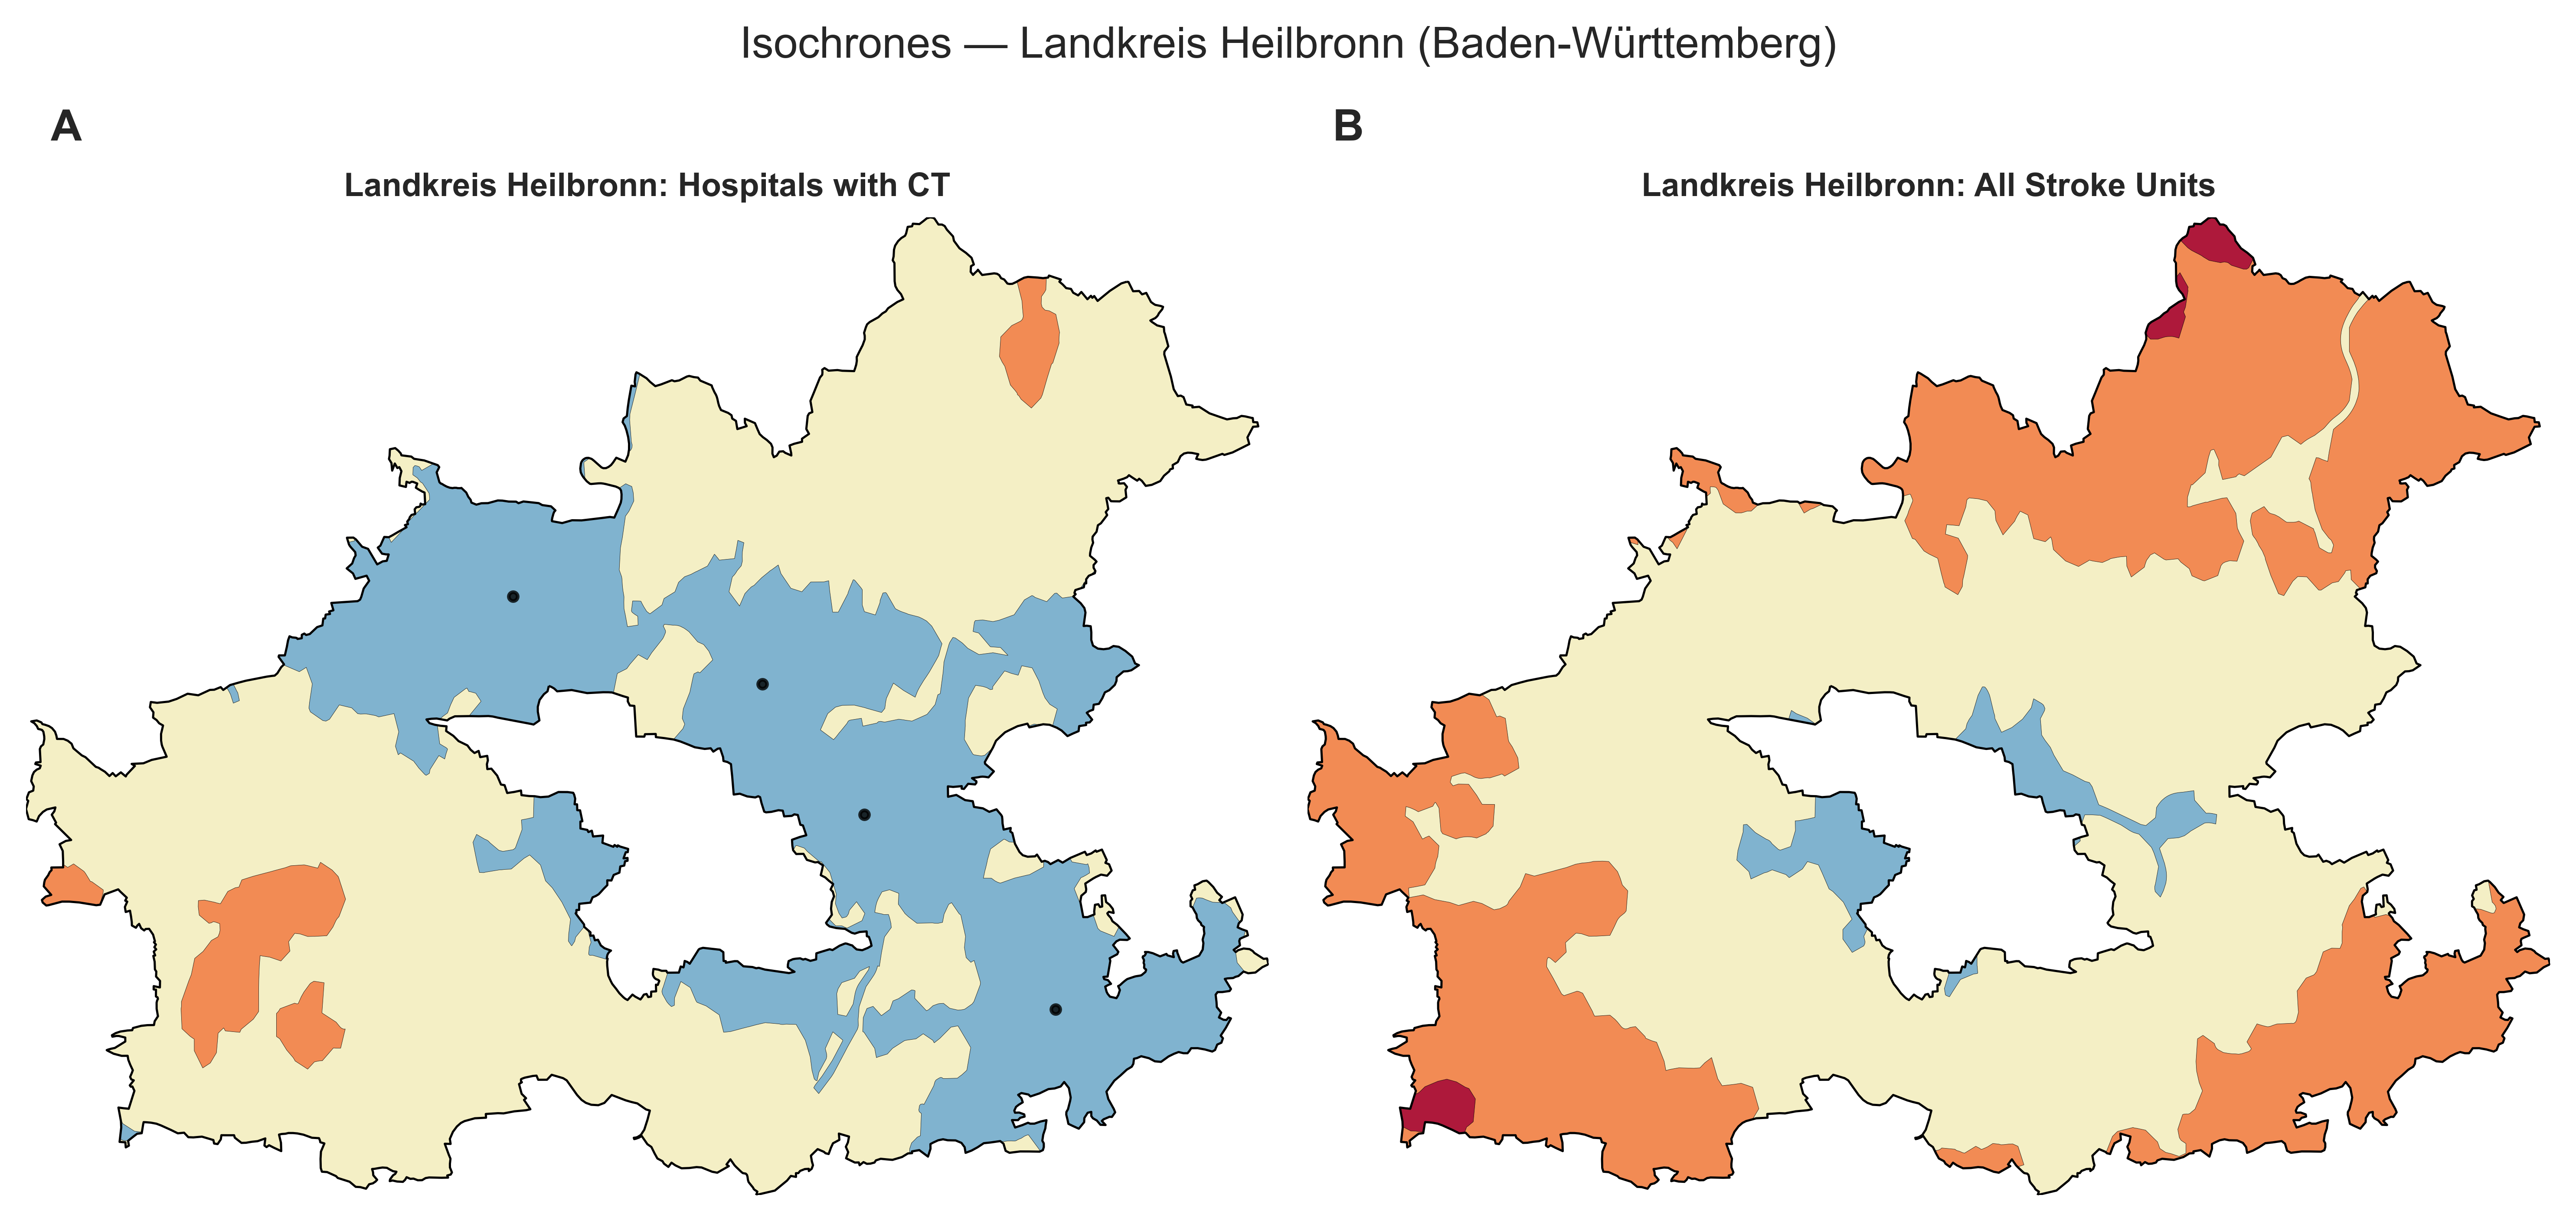 Isochrones — Landkreis Heilbronn (Baden-Württemberg)
A
B
Landkreis Heilbronn: Hospitals with CT
Landkreis Heilbronn: All Stroke Units